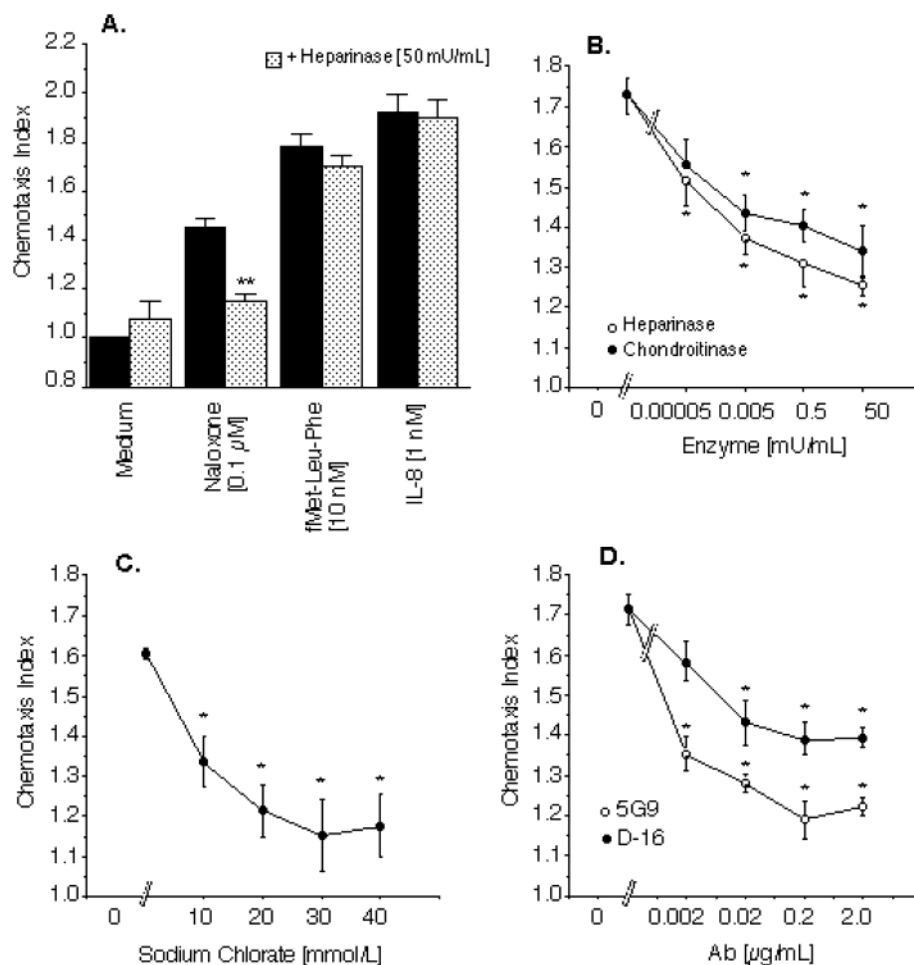 A.
+ Heparinase [50 mU/mL]
Chemotaxis Index
2.2
2.0
1.8
1.6
1.4
1.2
1.0
0.8
**
Medium
Naloxone
[0.1 µM]
fMet-Leu-Phe
[10 nM]
IL-8 [1 nM]
B.
Chemotaxis Index
1.8
1.7
1.6
1.5
1.4
1.3
1.2
1.1
1.0
* * *
* * * *
Heparinase
Chondroitinase
0 0.00005 0.005 0.5 50
Enzyme [mU/mL]
C.
Chemotaxis Index
1.8
1.7
1.6
1.5
1.4
1.3
1.2
1.1
1.0
* * * *
0 10 20 30 40
Sodium Chlorate [mmol/L]
D.
Chemotaxis Index
1.8
1.7
1.6
1.5
1.4
1.3
1.2
1.1
1.0
* * *
* * * *
5G9
D-16
0 0.002 0.02 0.2 2.0
Ab [µg/mL]